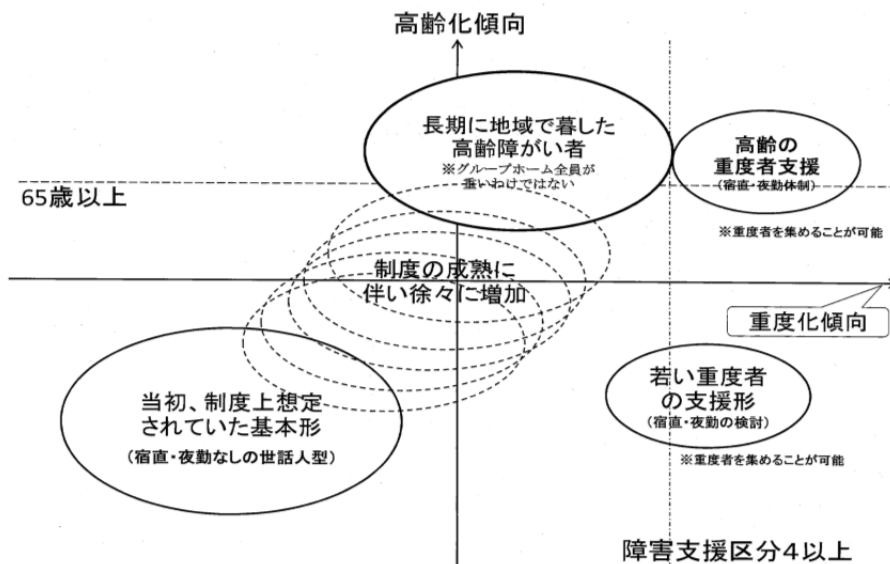 高齢化傾向
長期に地域で暮した
高齢障がい者
※グループホーム全員が
重いわけではない
高齢の
重度者支援
(宿直・夜勤体制)
65歳以上
※重度者を集めることが可能
制度の成熟に
伴い徐々に増加
重度化傾向
当初、制度上想定
されていた基本形
(宿直・夜勤なしの世話人型)
若い重度者
の支援形
(宿直・夜勤の検討)
※重度者を集めることが可能
障害支援区分4以上